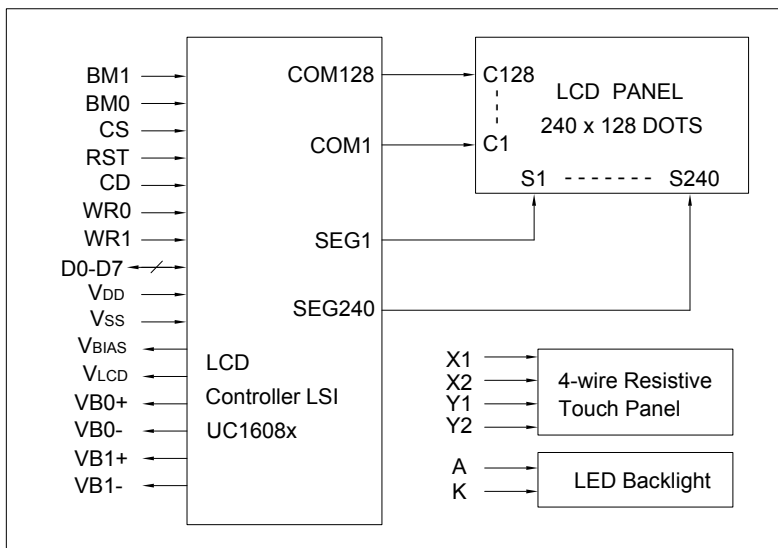 BM1
BM0
CS
RST
CD
WR0
WR1
D0-D7
VDD
VSS
VBIAS
VLCD
VB0+
VB0-
VB1+
VB1-
COM128
COM1
SEG1
SEG240
LCD
Controller LSI
UC1608x
C128
C1
LCD PANEL
240 x 128 DOTS
S1 ------- S240
X1
X2
Y1
Y2
4-wire Resistive
Touch Panel
A
K
LED Backlight